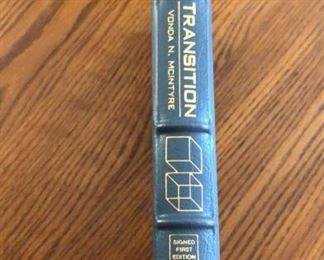 TRANSITION
VONDA N. MCINTYRE
SIGNED
FIRST
EDITION